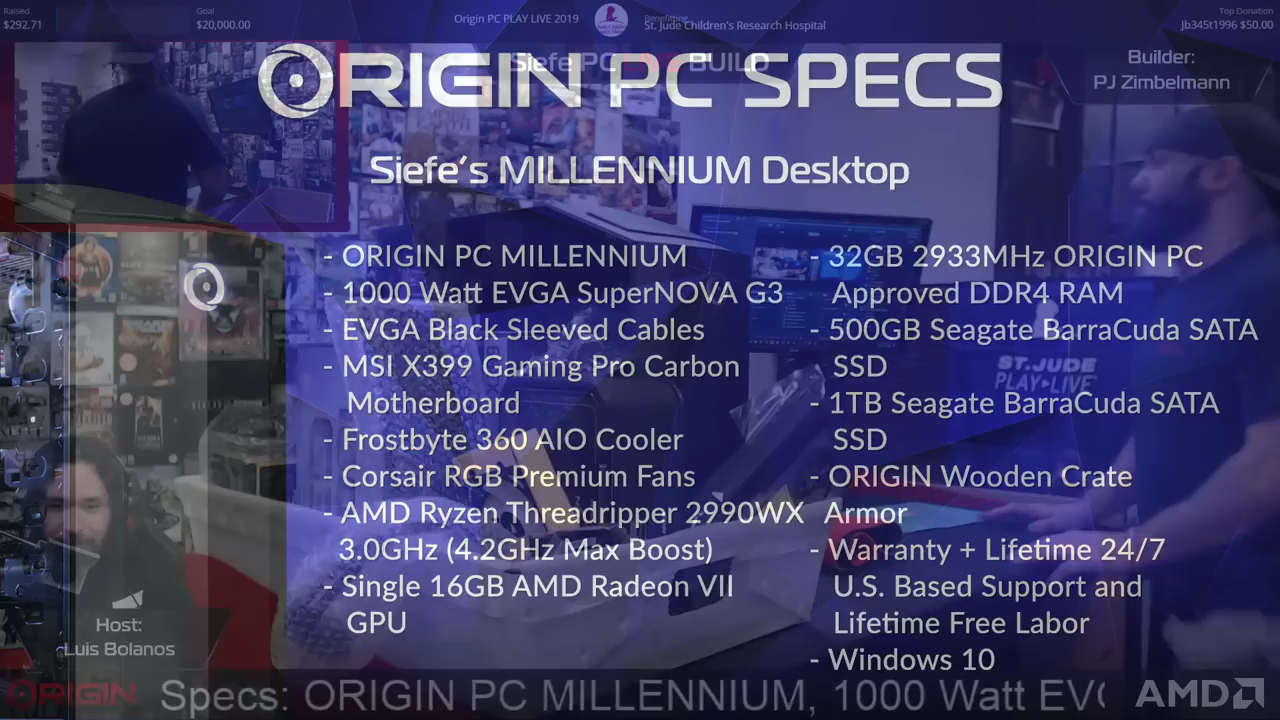 Raised
$292.71
Goal
$20,000.00
Origin PC PLAY LIVE 2019
Benefitting
St. Jude Children's Research Hospital
Top Donation
Jb345t1996 $50.00
Siefe PC BUILD
ORIGIN PC SPECS
Builder:
PJ Zimbelmann
Siefe's MILLENNIUM Desktop
- ORIGIN PC MILLENNIUM
- 1000 Watt EVGA SuperNOVA G3
- EVGA Black Sleeved Cables
- MSI X399 Gaming Pro Carbon
Motherboard
- Frostbyte 360 AIO Cooler
- Corsair RGB Premium Fans
- AMD Ryzen Threadripper 2990WX
3.0GHz (4.2GHz Max Boost)
- Single 16GB AMD Radeon VII
GPU
- 32GB 2933MHz ORIGIN PC
Approved DDR4 RAM
- 500GB Seagate BarraCuda SATA
SSD
- 1TB Seagate BarraCuda SATA
SSD
- ORIGIN Wooden Crate
Armor
- Warranty + Lifetime 24/7
U.S. Based Support and
Lifetime Free Labor
- Windows 10
ST. JUDE
PLAY LIVE
Host:
Luis Bolanos
ORIGIN
Specs: ORIGIN PC MILLENNIUM, 1000 Watt EVG
AMD